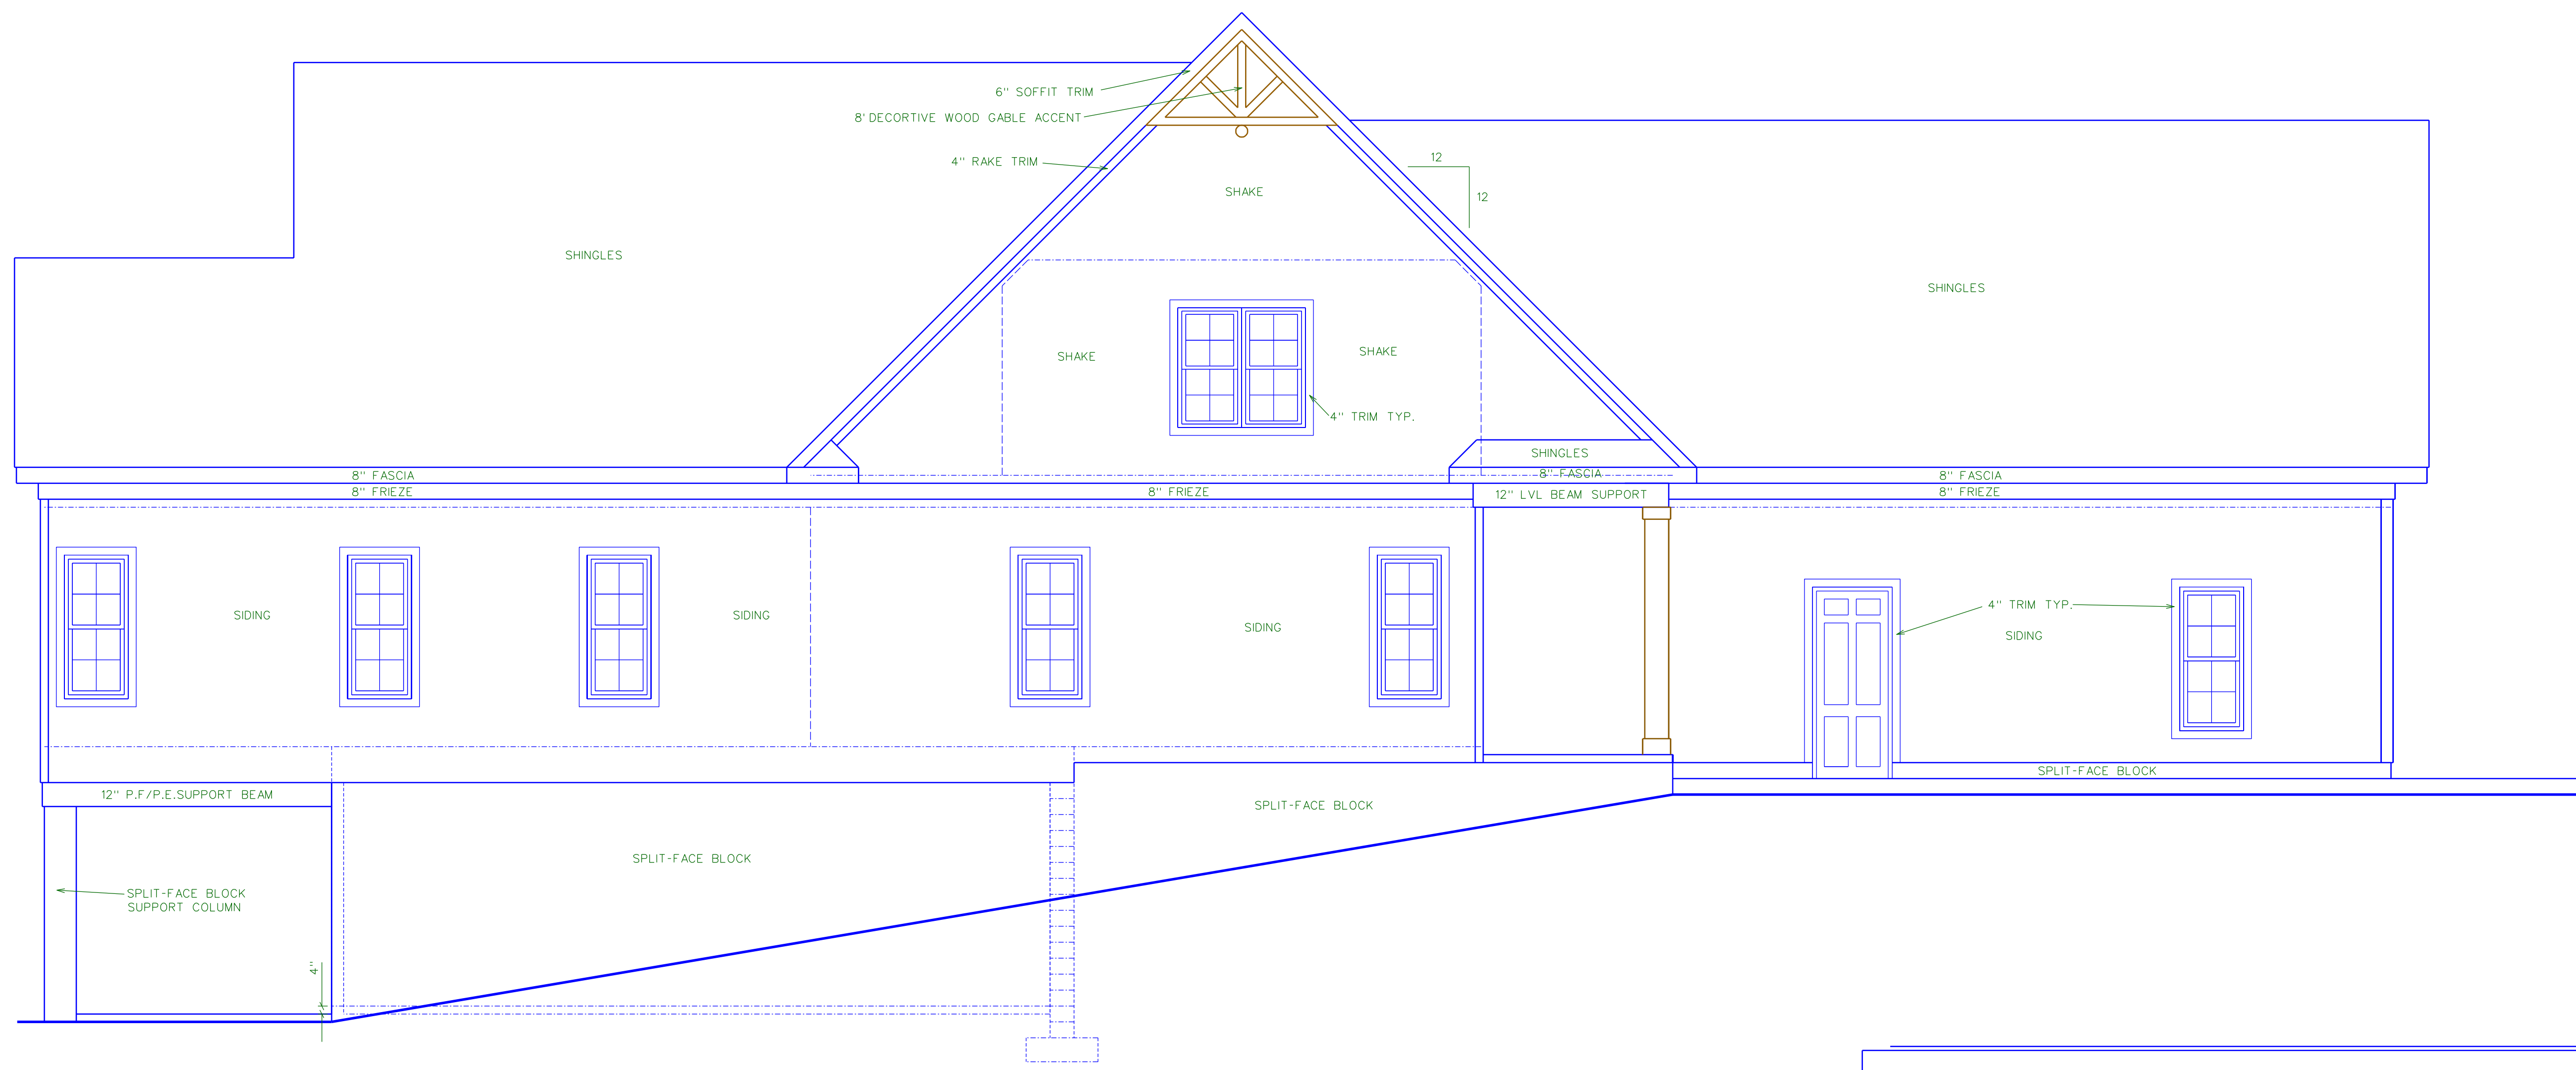 6" SOFFIT TRIM
8' DECORTIVE WOOD GABLE ACCENT
4" RAKE TRIM
12
12
SHAKE
SHINGLES
SHINGLES
SHAKE
SHAKE
4" TRIM TYP.
SHINGLES
8" FASCIA
8" FASCIA
8" FASCIA
8" FRIEZE
8" FRIEZE
12" LVL BEAM SUPPORT
8" FRIEZE
SIDING
SIDING
SIDING
4" TRIM TYP.
SIDING
SPLIT-FACE BLOCK
12" P.F/P.E.SUPPORT BEAM
SPLIT-FACE BLOCK
SPLIT-FACE BLOCK
SPLIT-FACE BLOCK
SUPPORT COLUMN
4"